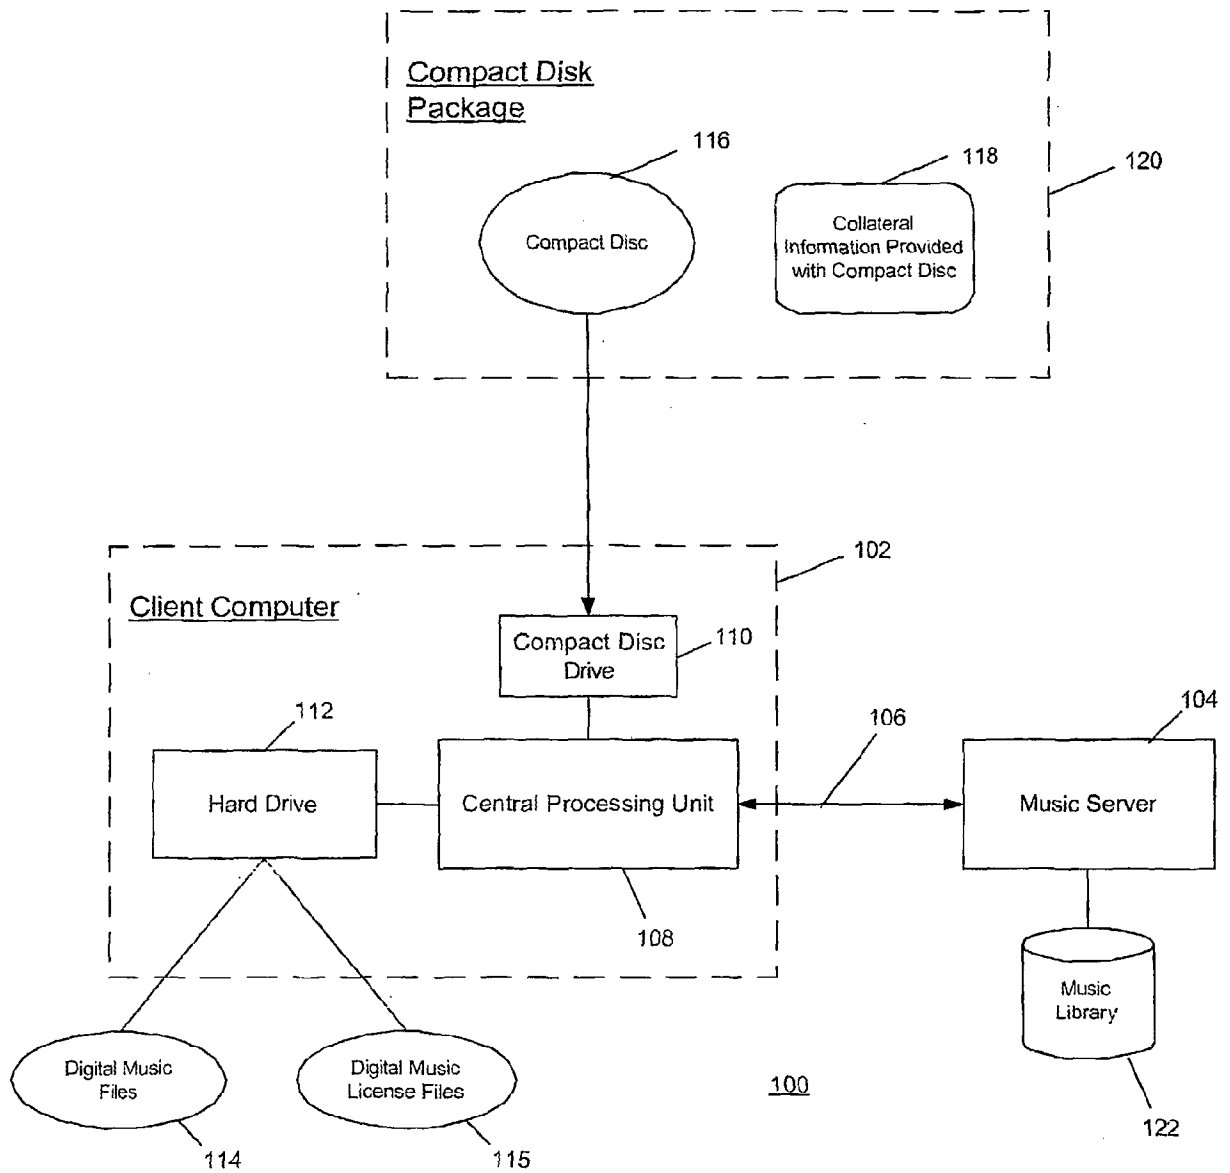 Compact Disk
Package
116
118
120
Compact Disc
Collateral
Information Provided
with Compact Disc
102
Client Computer
Compact Disc
Drive
110
112
106
104
Hard Drive
Central Processing Unit
Music Server
108
Music
Library
Digital Music
Files
Digital Music
License Files
100
122
114
115